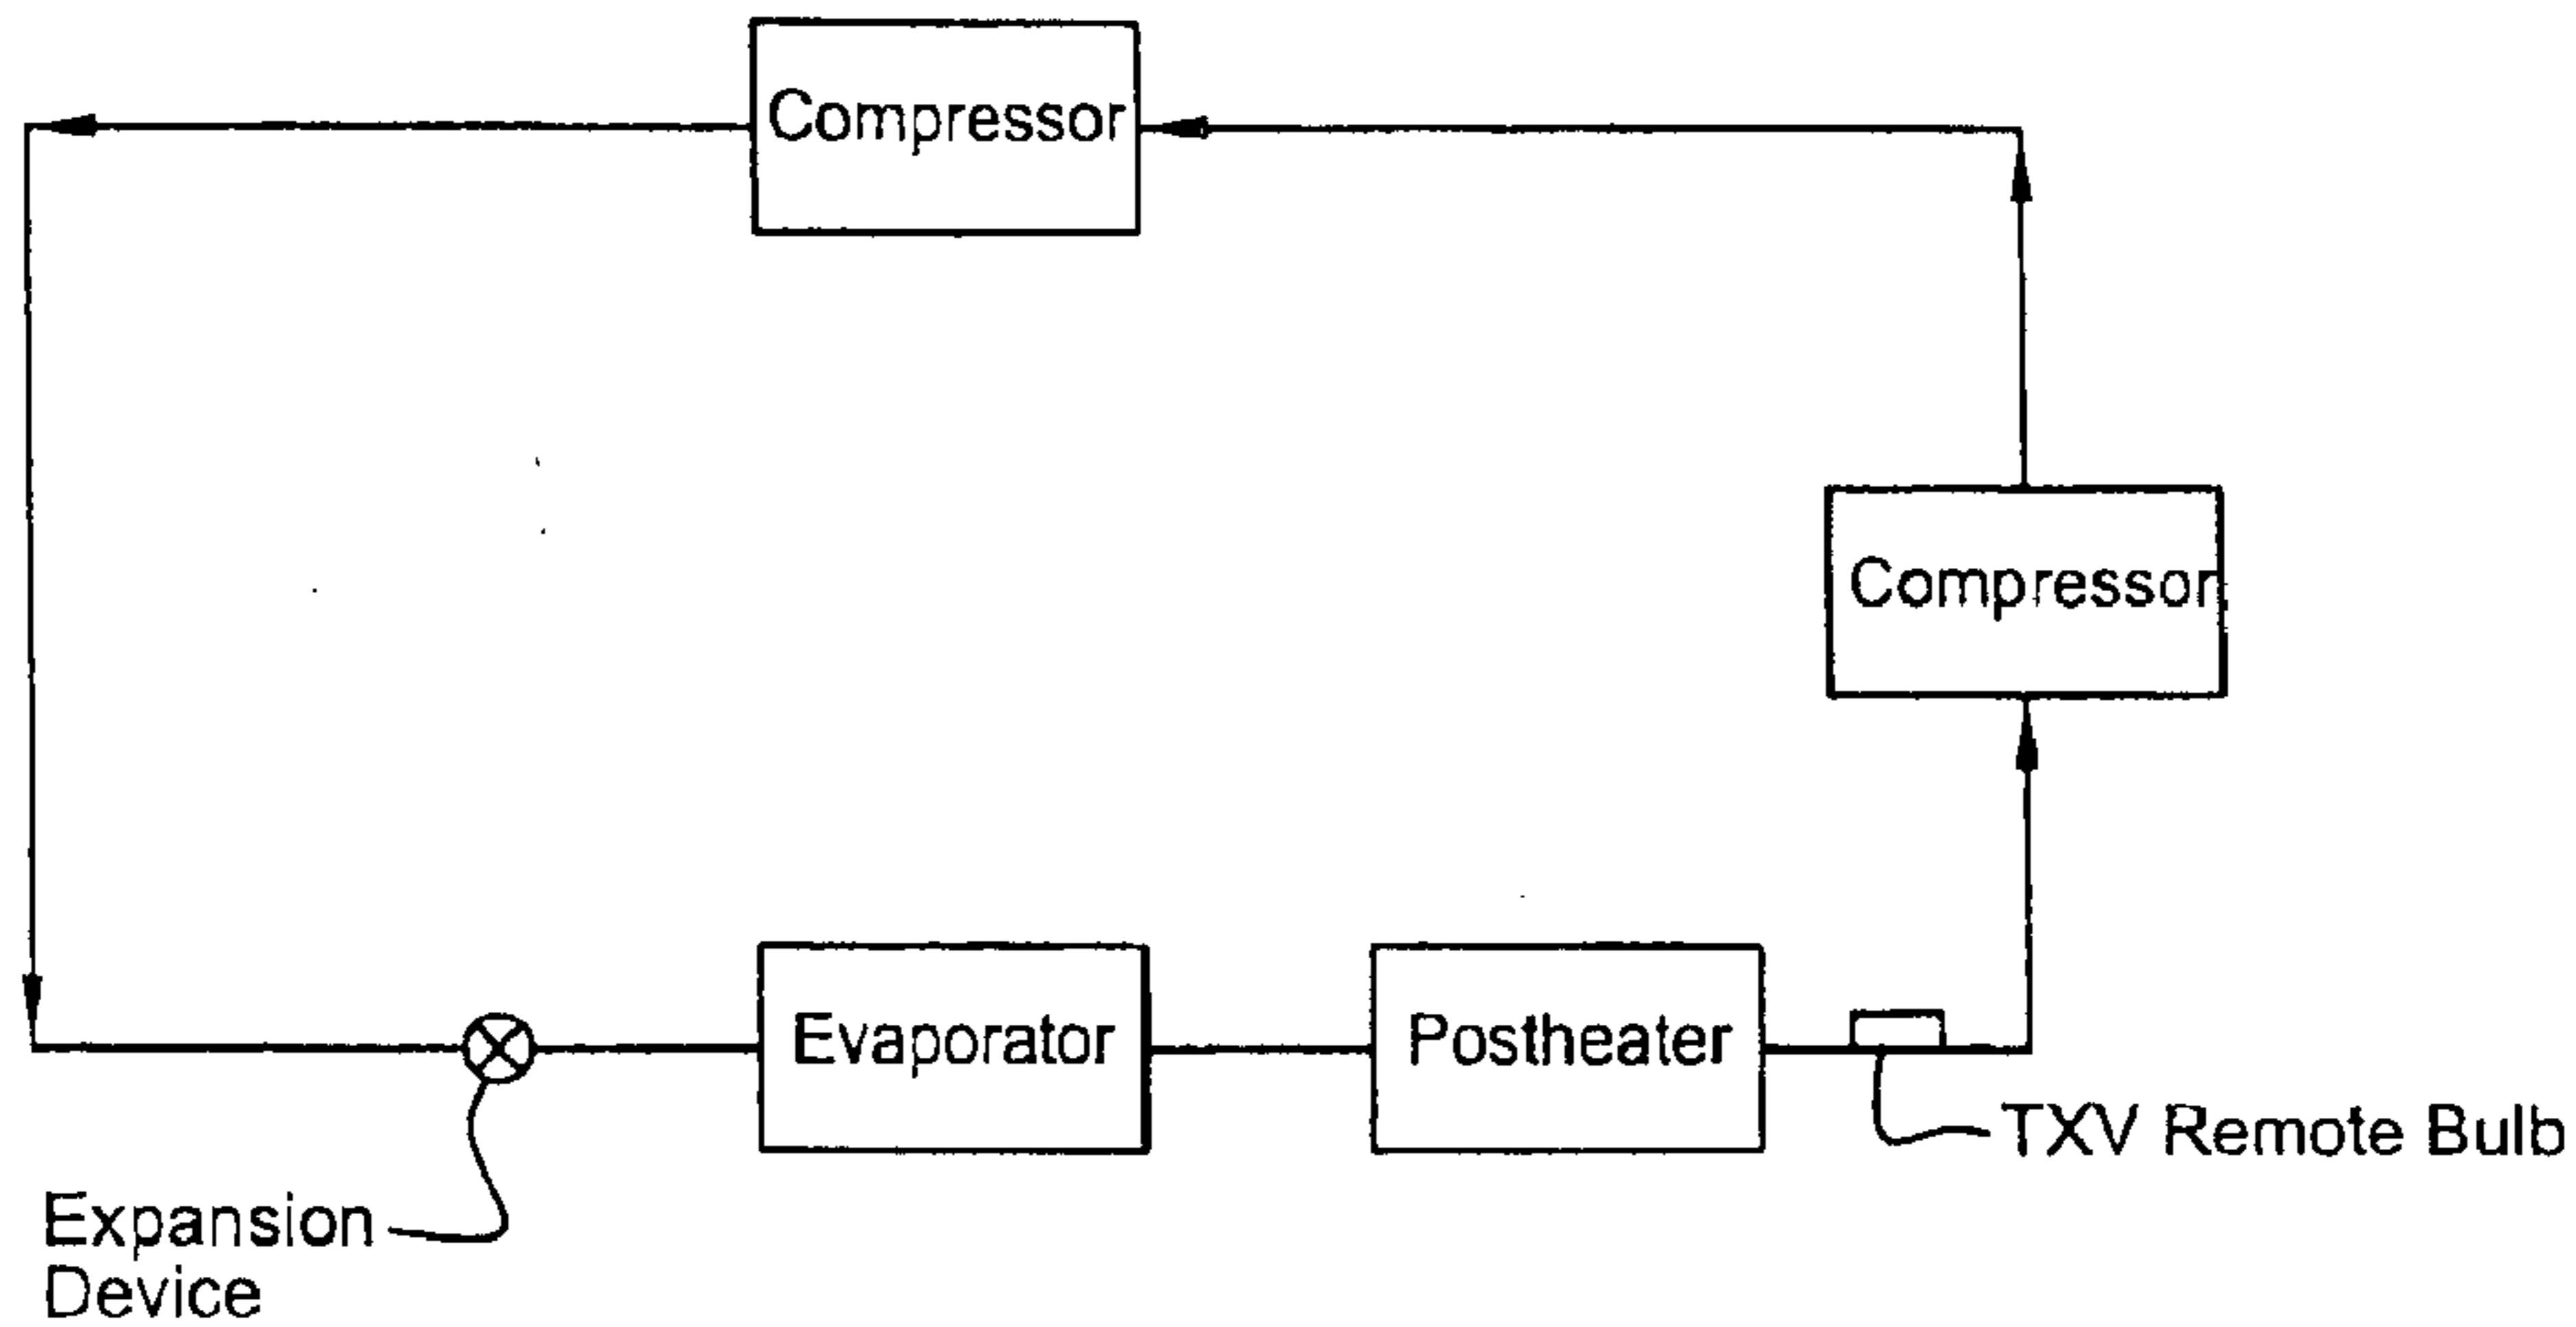 Compressor
Compressor
Evaporator
Postheater
TXV Remote Bulb
Expansion
Device